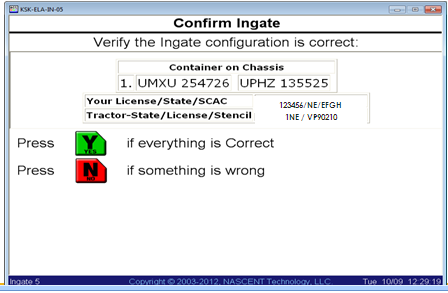 KSK-ELA-IN-05
Confirm Ingate
Verify the Ingate configuration is correct:
Container on Chassis
1. UMXU 254726 UPHZ 135525
Your License/State/SCAC 123456/NE/EFGH
Tractor-State/License/Stencil 1NE / VP90210
Press Y YES if everything is Correct
Press N NO if something is wrong
Ingate 5 Copyright © 2003-2012, NASCENT Technology, LLC. Tue 10/09 12:29:19